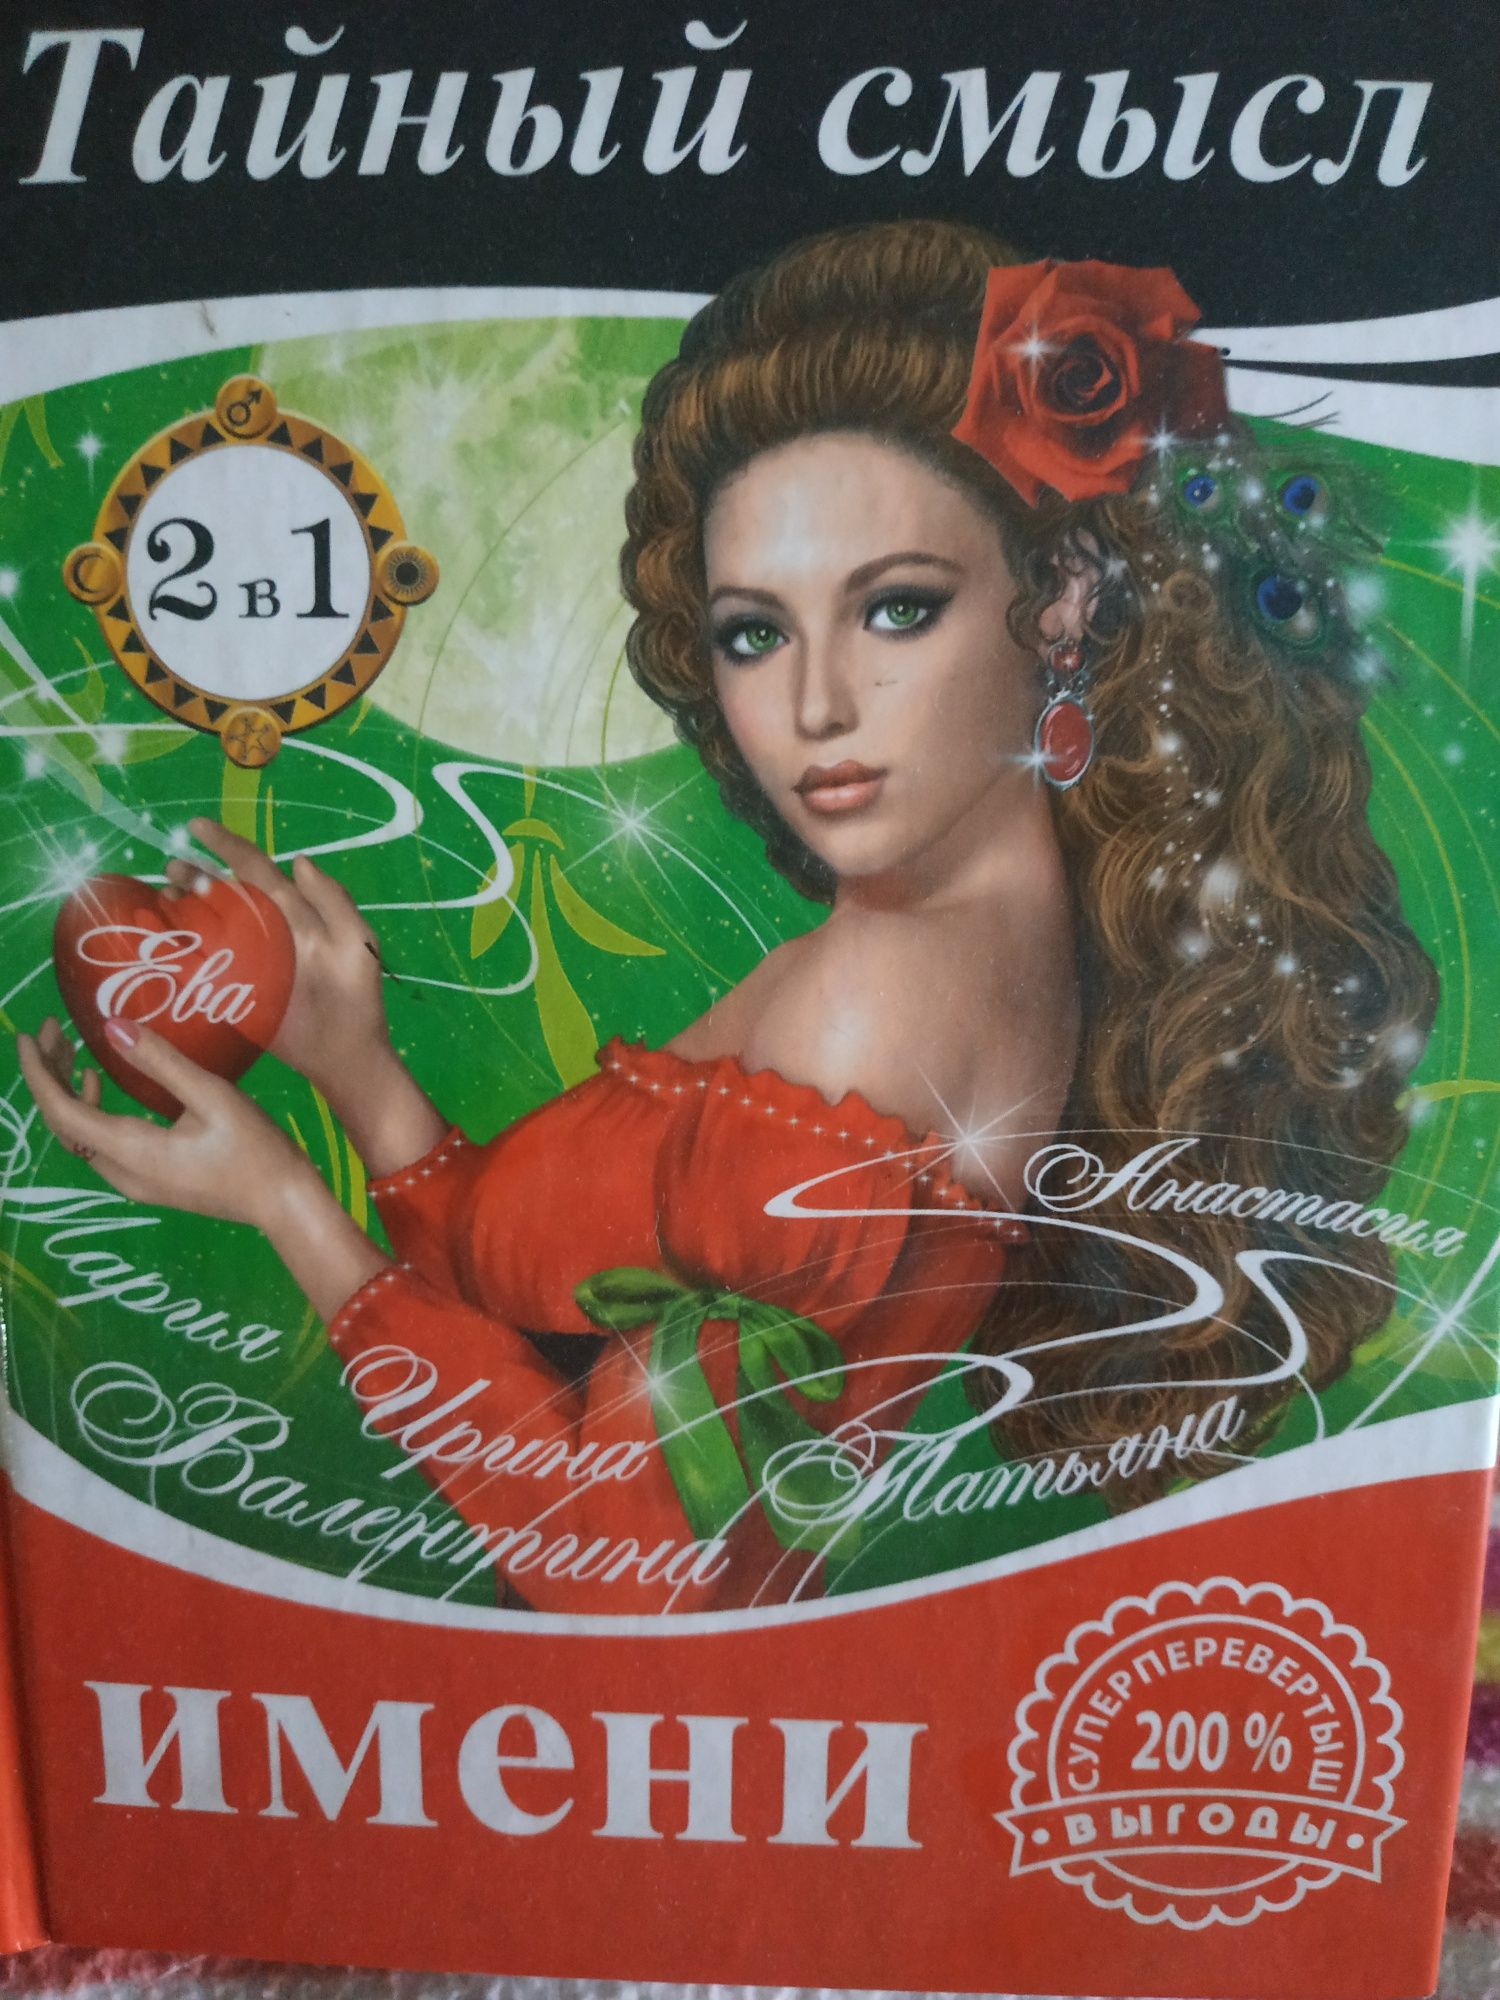 Тайный смысл
2 в 1
Ева
Анастасия
Мария
Ирина
Татьяна
Валентина
имени
СУПЕРПЕРЕВЕРТЫШ
200 %
• ВЫГОДЫ •